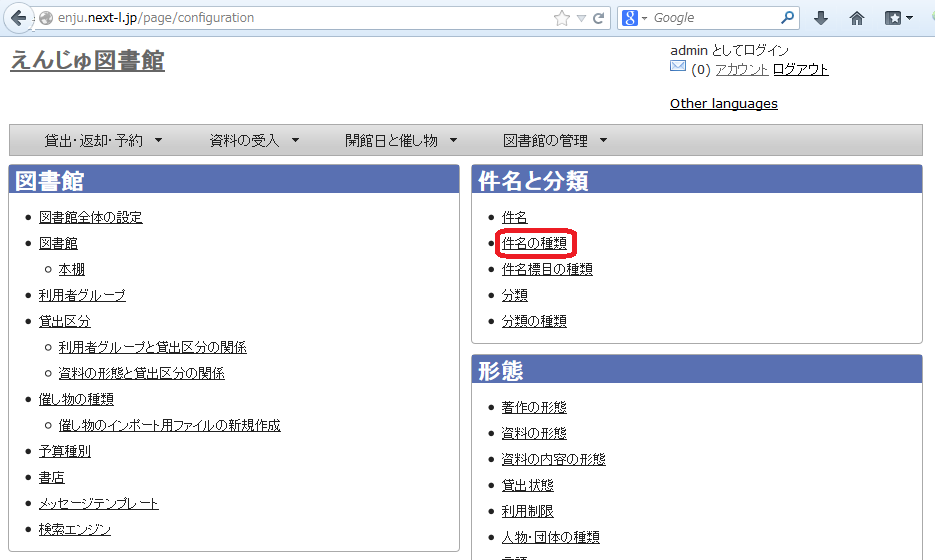 enju.next-l.jp/page/configuration
Google
えんじゅ図書館
admin としてログイン
(0) アカウント ログアウト
Other languages
貸出・返却・予約 資料の受入 開館日と催し物 図書館の管理
図書館
図書館全体の設定
図書館
本棚
利用者グループ
貸出区分
利用者グループと貸出区分の関係
資料の形態と貸出区分の関係
催し物の種類
催し物のインポート用ファイルの新規作成
予算種別
書店
メッセージテンプレート
検索エンジン
件名と分類
件名
件名の種類
件名標目の種類
分類
分類の種類
形態
著作の形態
資料の形態
資料の内容の形態
貸出状態
利用制限
人物・団体の種類